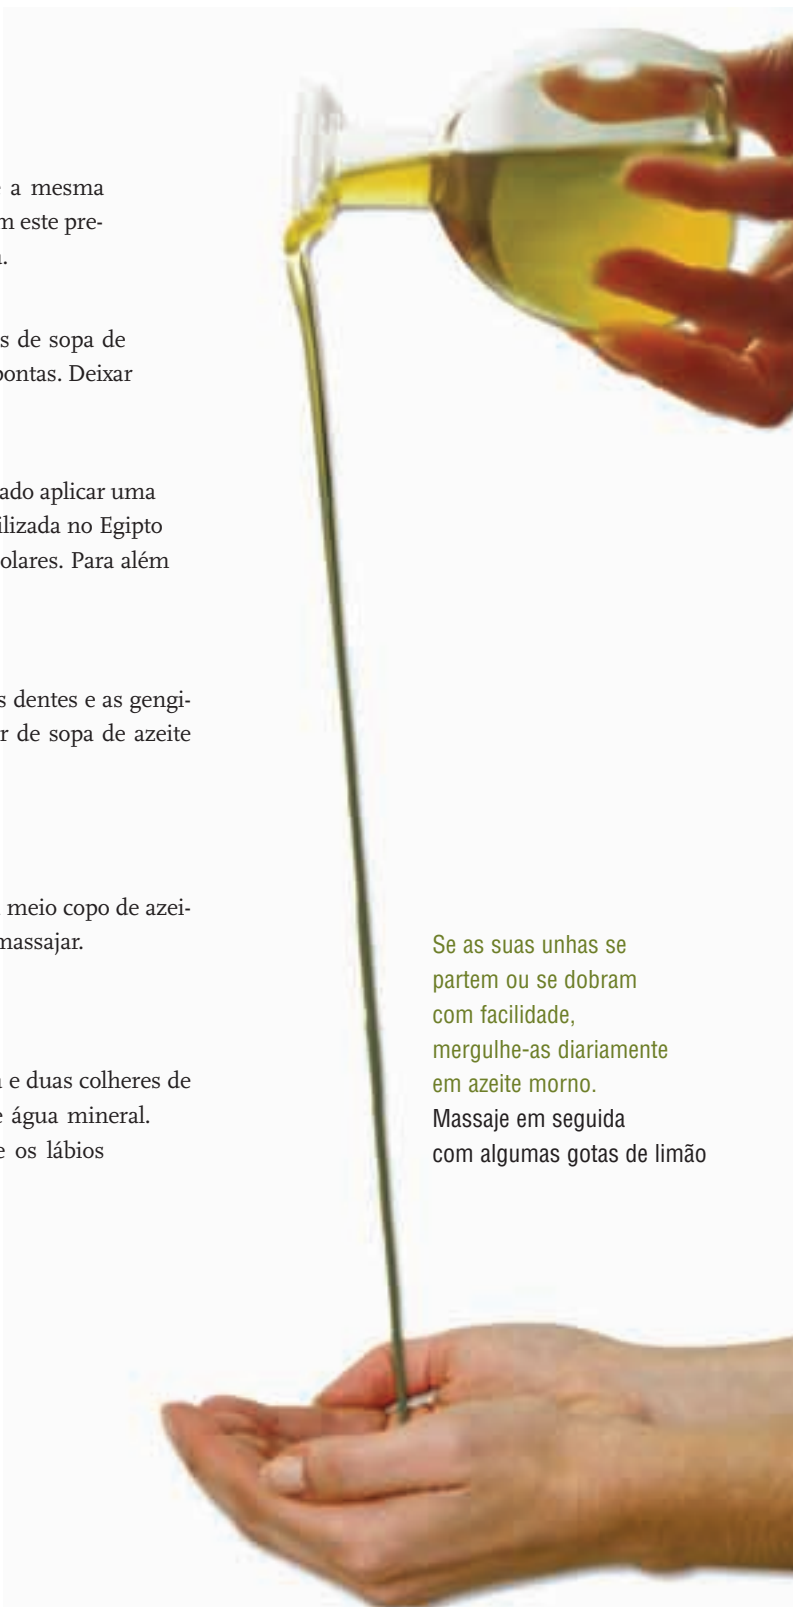 a mesma
m este pre-
s de sopa de
pontas. Deixar
ado aplicar uma
ilizada no Egipto
olares. Para além
s dentes e as gengi-
r de sopa de azeite
meio copo de azei-
massajar.
e duas colheres de
e água mineral.
e os lábios
Se as suas unhas se
partem ou se dobram
com facilidade,
mergulhe-as diariamente
em azeite morno.
Massaje em seguida
com algumas gotas de limão